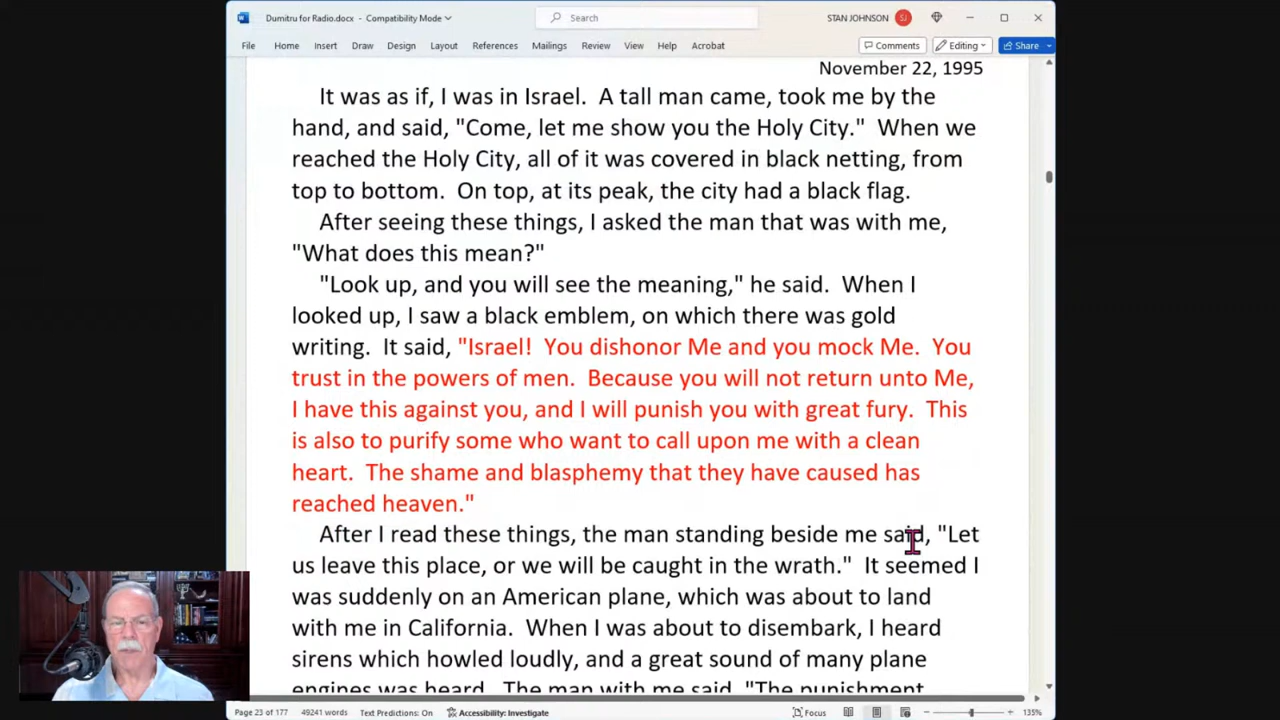 Dumitru for Radio.docx - Compatibility Mode
Search
STAN JOHNSON
SJ
File Home Insert Draw Design Layout References Mailings Review View Help Acrobat
Comments
Editing
Share
November 22, 1995
It was as if, I was in Israel. A tall man came, took me by the
hand, and said, "Come, let me show you the Holy City." When we
reached the Holy City, all of it was covered in black netting, from
top to bottom. On top, at its peak, the city had a black flag.
After seeing these things, I asked the man that was with me,
"What does this mean?"
"Look up, and you will see the meaning," he said. When I
looked up, I saw a black emblem, on which there was gold
writing. It said, "Israel! You dishonor Me and you mock Me. You
trust in the powers of men. Because you will not return unto Me,
I have this against you, and I will punish you with great fury. This
is also to purify some who want to call upon me with a clean
heart. The shame and blasphemy that they have caused has
reached heaven."
After I read these things, the man standing beside me said, "Let
us leave this place, or we will be caught in the wrath." It seemed I
was suddenly on an American plane, which was about to land
with me in California. When I was about to disembark, I heard
sirens which howled loudly, and a great sound of many plane
engines was heard. The man with me said, "The punishment
Page 23 of 177 49241 words Text Predictions: On Accessibility: Investigate
Focus
135%